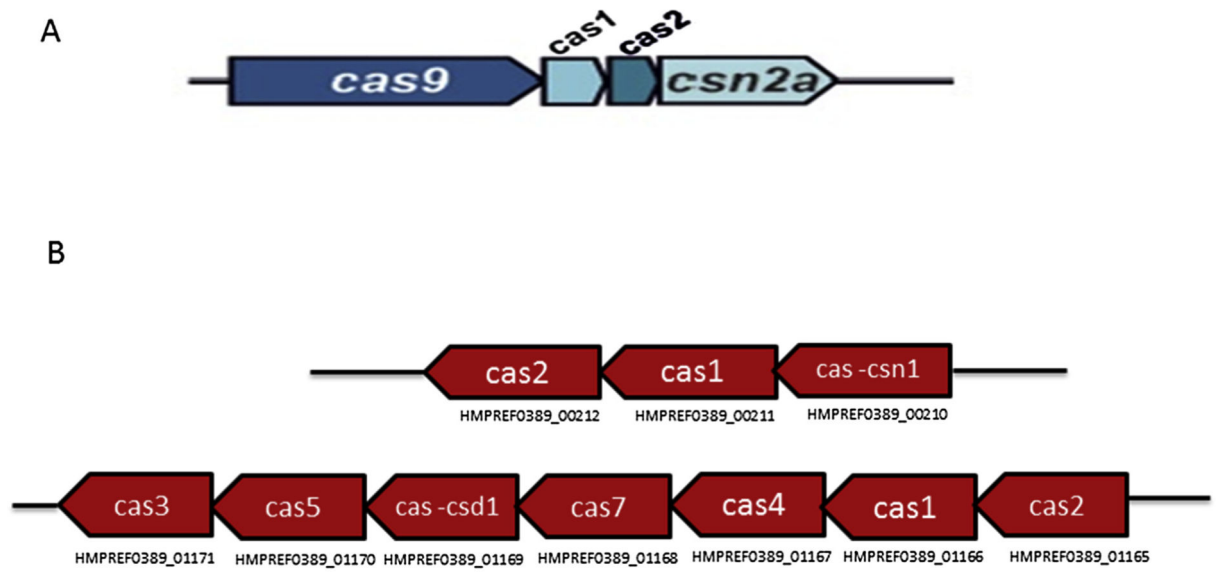 A
cas1 cas2
cas9 csn2a
B
cas2 cas1 cas -csn1
HMPREF0389_00212 HMPREF0389_00211 HMPREF0389_00210
cas3 cas5 cas -csd1 cas7 cas4 cas1 cas2
HMPREF0389_01171 HMPREF0389_01170 HMPREF0389_01169 HMPREF0389_01168 HMPREF0389_01167 HMPREF0389_01166 HMPREF0389_01165